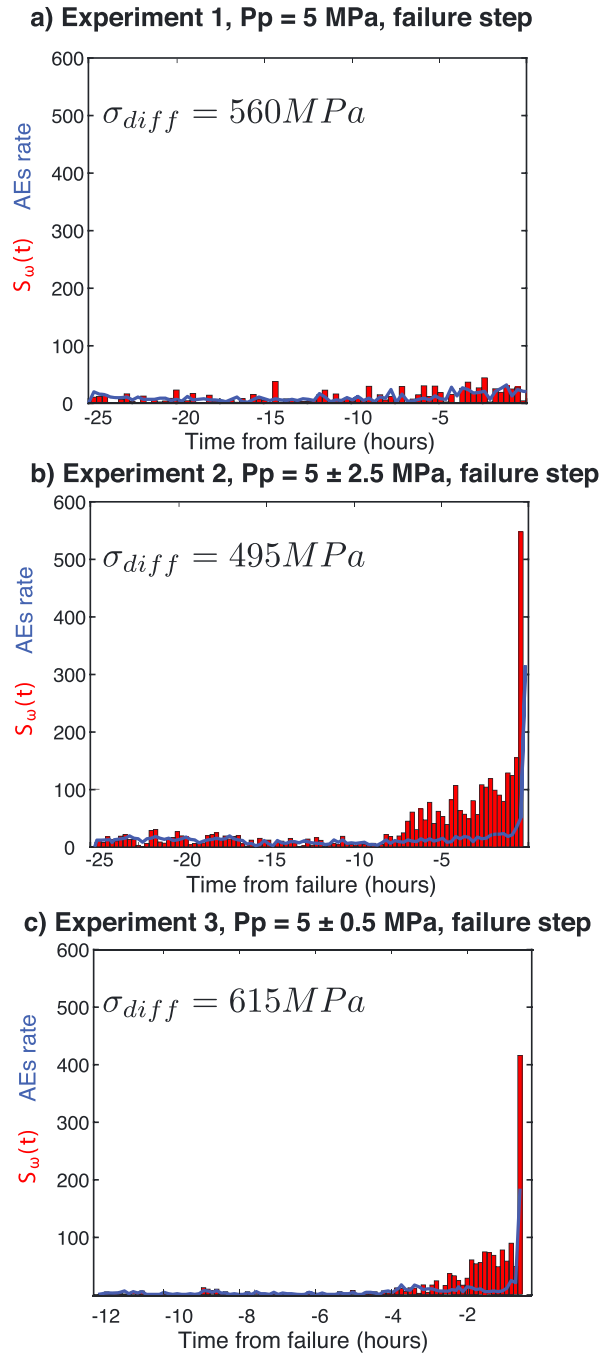 a) Experiment 1, Pp = 5 MPa, failure step
600
500
400
300
200
100
0
AEs rate
Sω(t)
σdiff = 560MPa
-25 -20 -15 -10 -5
Time from failure (hours)
b) Experiment 2, Pp = 5 ± 2.5 MPa, failure step
600
500
400
300
200
100
0
AEs rate
Sω(t)
σdiff = 495MPa
-25 -20 -15 -10 -5
Time from failure (hours)
c) Experiment 3, Pp = 5 ± 0.5 MPa, failure step
600
500
400
300
200
100
AEs rate
Sω(t)
σdiff = 615MPa
-12 -10 -8 -6 -4 -2
Time from failure (hours)